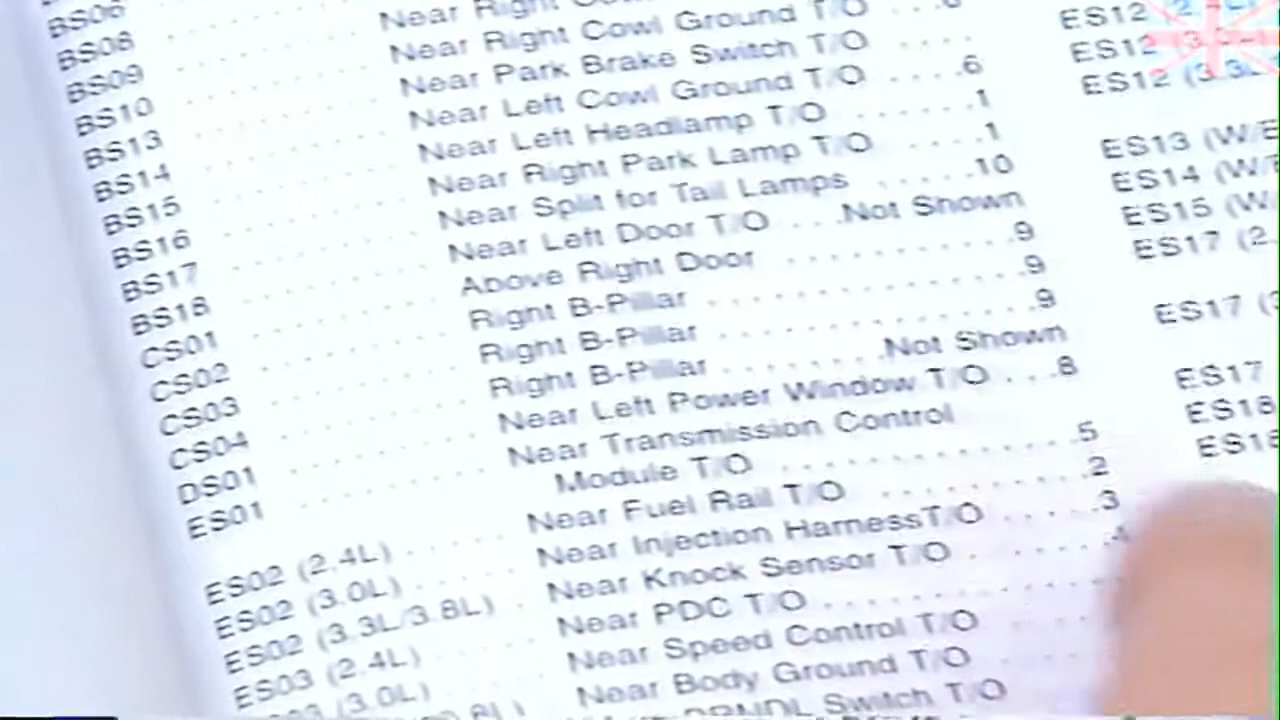 BS08
BS09 . . . . . . . . Near Right
BS10 . . . . . . . . Near Right Cowl Ground T/O
BS13 . . . . . . . . Near Park Brake Switch T/O . . . .
BS14 . . . . . . . . Near Left Cowl Ground T/O . . . .6
BS15 . . . . . . . . Near Left Headlamp T/O . . . . . .1
BS16 . . . . . . . . Near Right Park Lamp T/O . . . . .1
BS17 . . . . . . . . Near Split for Tail Lamps . . . . .10
BS18 . . . . . . . . Near Left Door T/O . . .Not Shown
CS01 . . . . . . . . Above Right Door . . . . . . . . .9
CS02 . . . . . . . . Right B-Pillar . . . . . . . . . . .9
CS03 . . . . . . . . Right B-Pillar . . . . . . . . . . .9
CS04 . . . . . . . . Right B-Pillar . . . . . . .Not Shown
DS01 . . . . . . . . Near Left Power Window T/O . . .8
ES01 . . . . . . . . Near Transmission Control
Module T/O . . . . . . . . . . .5
ES02 (2.4L) . . . . . Near Fuel Rail T/O . . . . . . . .2
ES02 (3.0L) . . . . . Near Injection HarnessT/O . . . . .3
ES02 (3.3L/3.8L) . . Near Knock Sensor T/O . . . . . .4
ES03 (2.4L) . . . . . Near PDC T/O . . . . . . . . .
(3.0L) . . . . . Near Speed Control T/O
Near Body Ground T/O
Switch T/O
ES12
ES12
ES12 (3.3L
ES13 (W/E
ES14 (W/
ES15 (W/
ES17 (2.
ES17
ES17
ES18